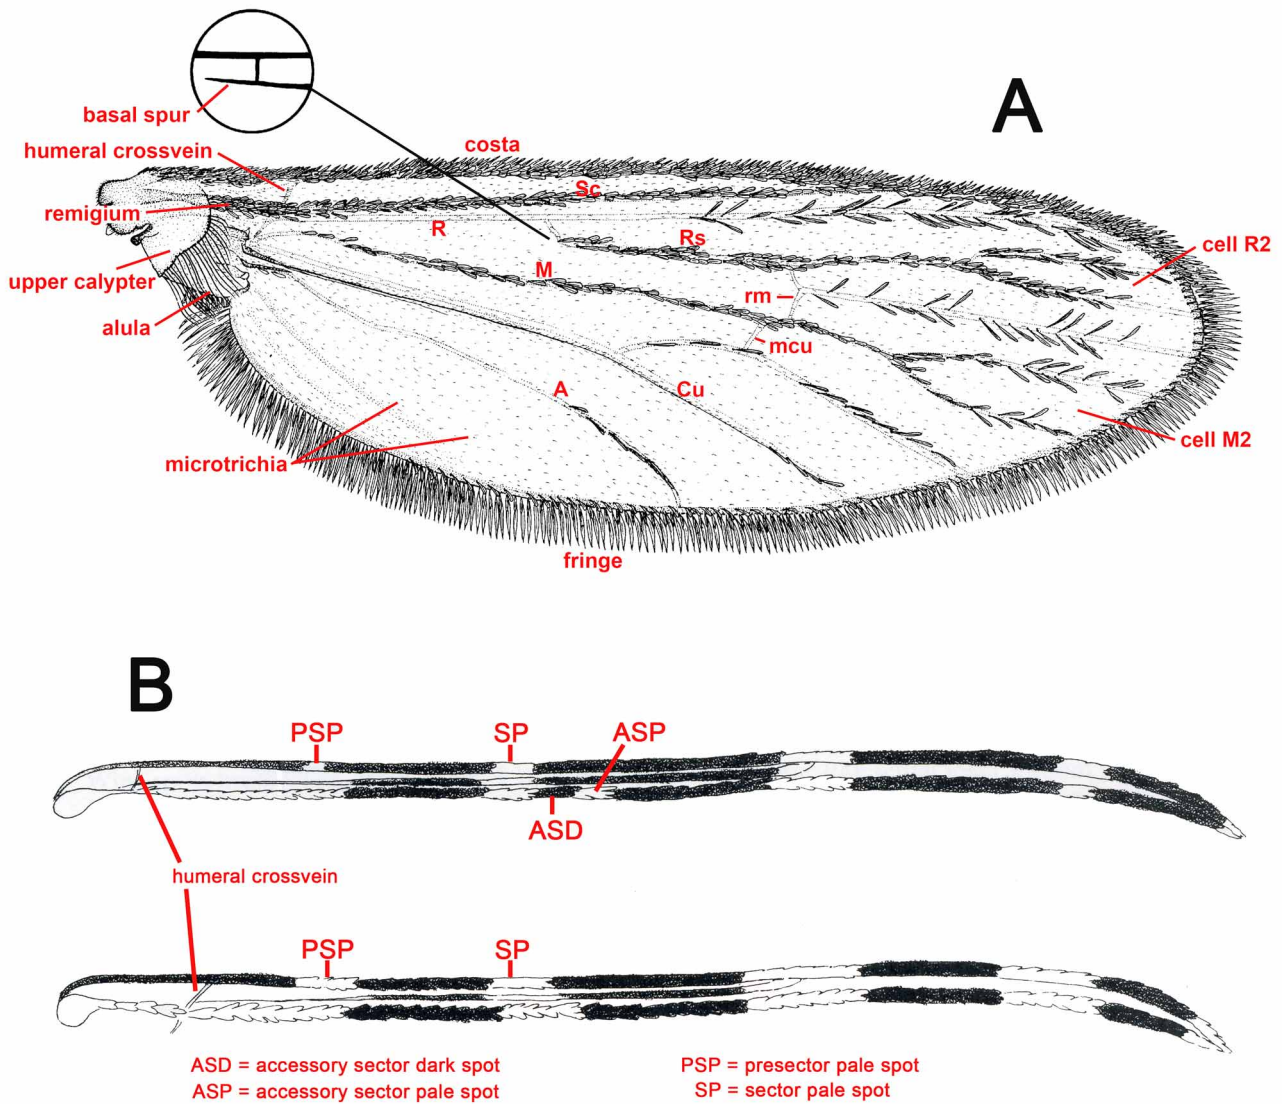 A
basal spur
humeral crossvein
costa
Sc
remigium
R
Rs
cell R2
upper calypter
M
rm
alula
mcu
A
Cu
cell M2
microtrichia
fringe
B
PSP
SP
ASP
ASD
humeral crossvein
PSP
SP
ASD = accessory sector dark spot
PSP = presector pale spot
ASP = accessory sector pale spot
SP = sector pale spot